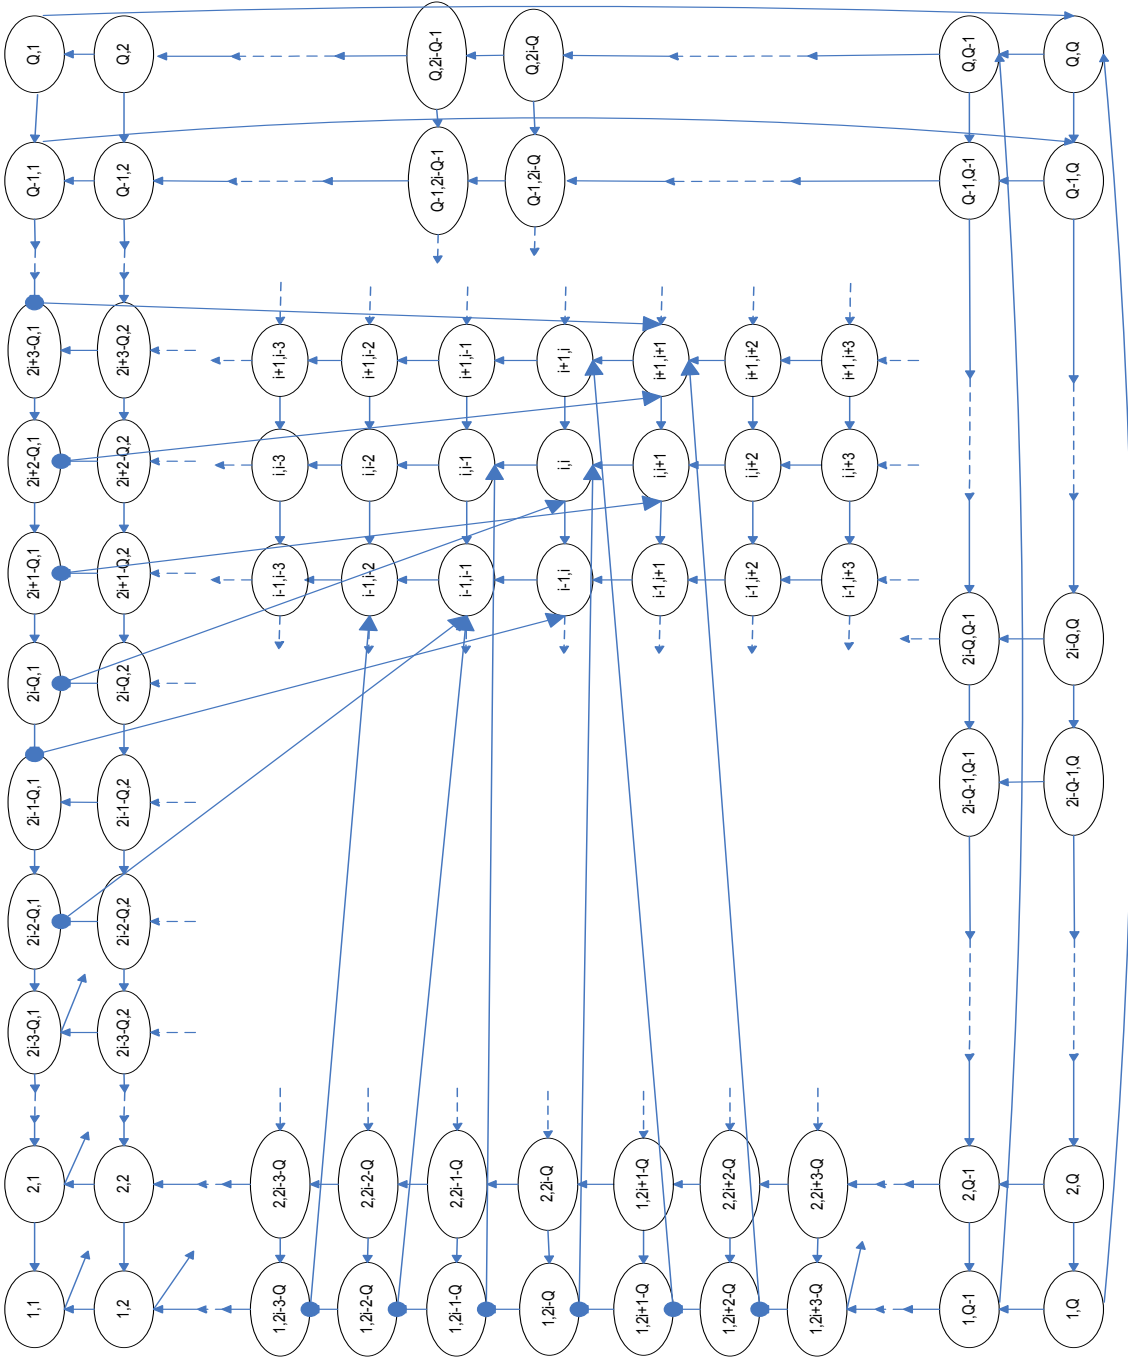 1,1
2,1
2i-3-Q,1
2i-2-Q,1
2i-1-Q,1
2i-Q,1
2i+1-Q,1
2i+2-Q,1
2i+3-Q,1
Q-1,1
Q,1
1,2
2,2
2i-3-Q,2
2i-2-Q,2
2i-1-Q,2
2i-Q,2
2i+1-Q,2
2i+2-Q,2
2i+3-Q,2
Q-1,2
Q,2
1,2i-3-Q
2,2i-3-Q
i-1,i-3
i,i-3
i+1,i-3
1,2i-2-Q
2,2i-2-Q
i-1,i-2
i,i-2
i+1,i-2
1,2i-1-Q
2,2i-1-Q
i-1,i-1
i,i-1
i+1,i-1
Q-1,2i-Q-1
Q,2i-Q-1
1,2i-Q
2,2i-Q
i-1,i
i,i
i+1,i
Q-1,2i-Q
Q,2i-Q
1,2i+1-Q
1,2i+1-Q
i-1,i+1
i,i+1
i+1,i+1
1,2i+2-Q
2,2i+2-Q
i-1,i+2
i,i+2
i+1,i+2
1,2i+3-Q
2,2i+3-Q
i-1,i+3
i,i+3
i+1,i+3
1,Q-1
2,Q-1
2i-Q-1,Q-1
2i-Q,Q-1
Q-1,Q-1
Q,Q-1
1,Q
2,Q
2i-Q-1,Q
2i-Q,Q
Q-1,Q
Q,Q